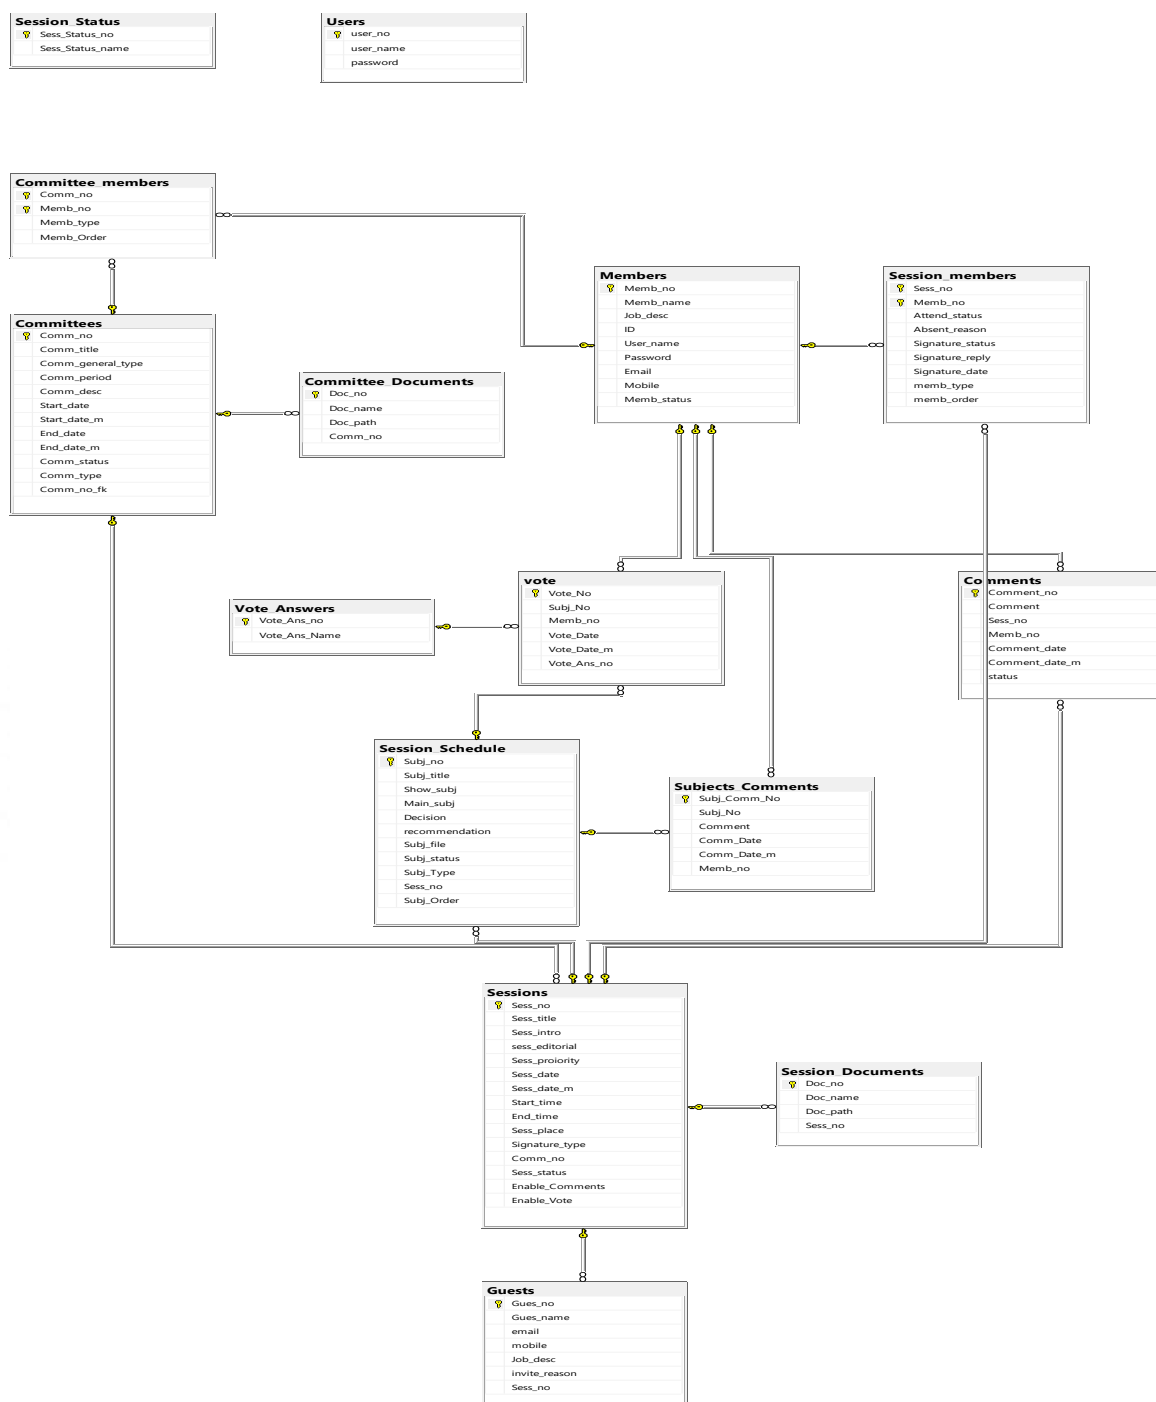 Session_Status
Sess_Status_no
Sess_Status_name
Users
user_no
user_name
password
Committee_members
Comm_no
Memb_no
Memb_type
Memb_Order
Members
Memb_no
Memb_name
Job_desc
ID
User_name
Password
Email
Mobile
Memb_status
Session_members
Sess_no
Memb_no
Attend_status
Absent_reason
Signature_status
Signature_reply
Signature_date
memb_type
memb_order
Committees
Comm_no
Comm_title
Comm_general_type
Comm_period
Comm_desc
Start_date
Start_date_m
End_date
End_date_m
Comm_status
Comm_type
Comm_no_fk
Committee_Documents
Doc_no
Doc_name
Doc_path
Comm_no
vote
Vote_No
Subj_No
Memb_no
Vote_Date
Vote_Date_m
Vote_Ans_no
Comments
Comment_no
Comment
Sess_no
Memb_no
Comment_date
Comment_date_m
status
Vote_Answers
Vote_Ans_no
Vote_Ans_Name
Session_Schedule
Subj_no
Subj_title
Show_subj
Main_subj
Decision
recommendation
Subj_file
Subj_status
Subj_Type
Sess_no
Subj_Order
Subjects_Comments
Subj_Comm_No
Subj_No
Comment
Comm_Date
Comm_Date_m
Memb_no
Sessions
Sess_no
Sess_title
Sess_intro
sess_editorial
Sess_proiority
Sess_date
Sess_date_m
Start_time
End_time
Sess_place
Signature_type
Comm_no
Sess_status
Enable_Comments
Enable_Vote
Session_Documents
Doc_no
Doc_name
Doc_path
Sess_no
Guests
Gues_no
Gues_name
email
mobile
Job_desc
invite_reason
Sess_no